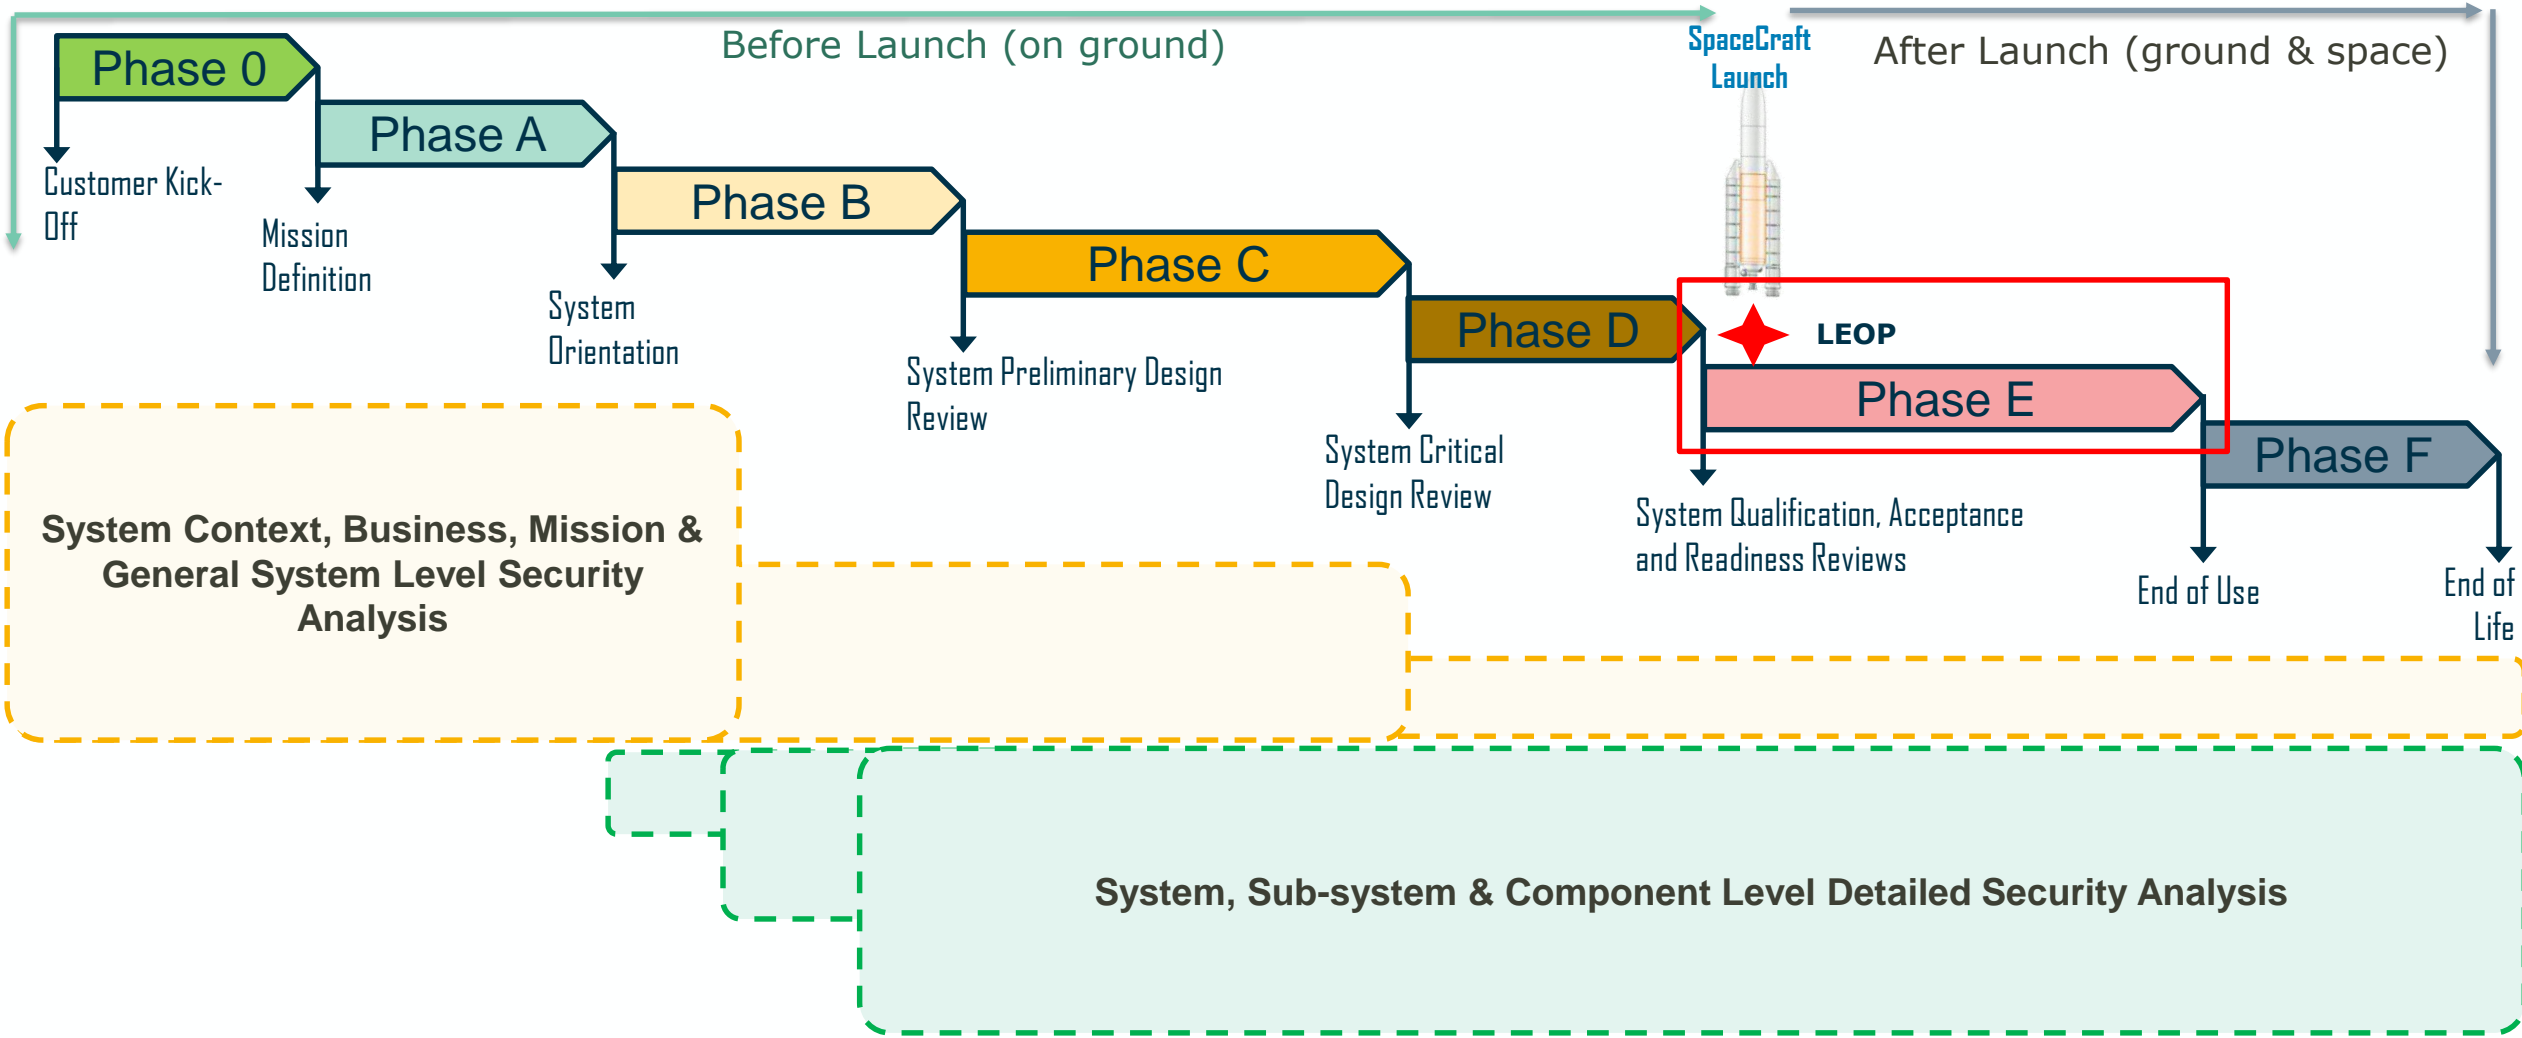 Before Launch (on ground)
SpaceCraft
Launch
After Launch (ground & space)
Phase 0
Phase A
Phase B
Phase C
Phase D
LEOP
Phase E
Phase F
Customer Kick-
Off
Mission
Definition
System
Orientation
System Preliminary Design
Review
System Critical
Design Review
System Qualification, Acceptance
and Readiness Reviews
End of Use
End of
Life
System Context, Business, Mission &
General System Level Security
Analysis
System, Sub-system & Component Level Detailed Security Analysis